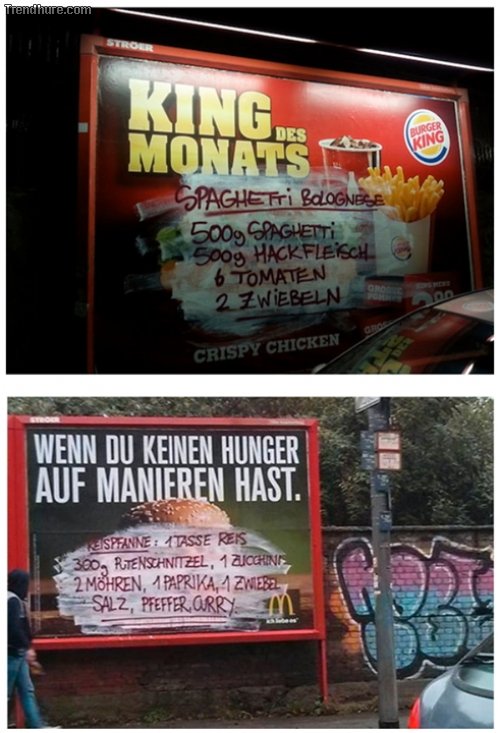 Trendhure.com
STRÖER
KING
DES
MONATS
BURGER
KING
SPAGHETTI BOLOGNESE
500g SPAGHETTI
500g HACKFLEISCH
6 TOMATEN
2 ZWIEBELN
CRISPY CHICKEN
STRÖER
WENN DU KEINEN HUNGER
AUF MANIEREN HAST.
REISPFANNE: 1 TASSE REIS
300g PUTENSCHNITZEL, 1 ZUCCHINI
2 MÖHREN, 1 PAPRIKA, 1 ZWIEBEL
SALZ, PFEFFER, CURRY
ich liebe es